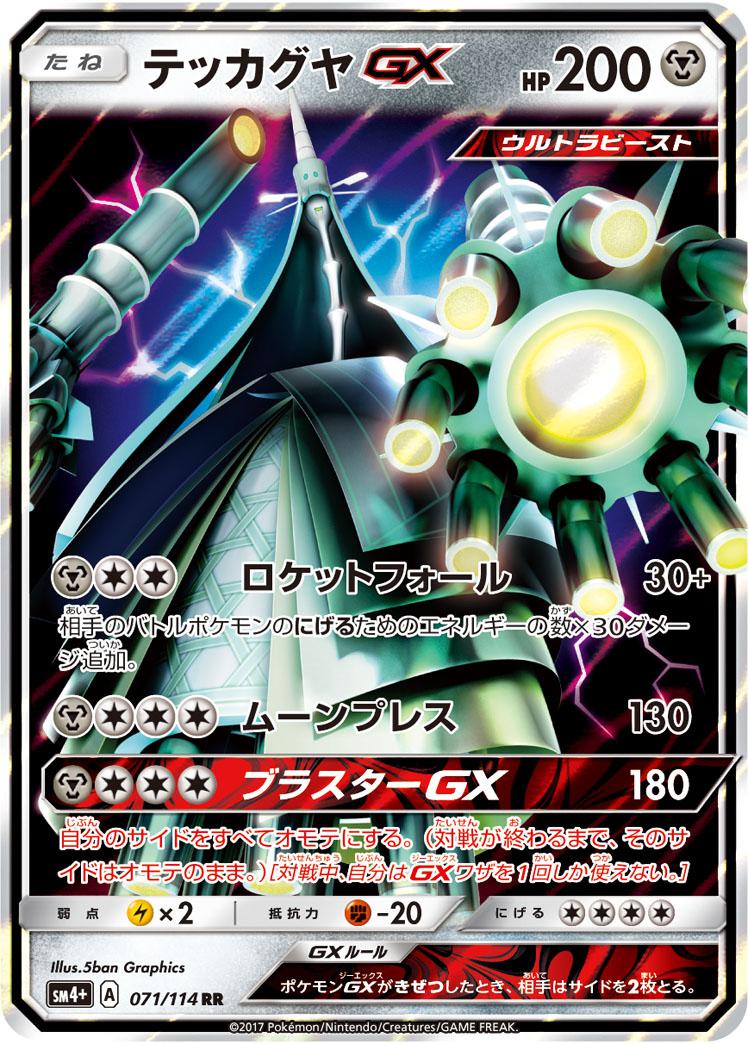 たね テッカグヤGX HP200
ウルトラビースト
ロケットフォール 30+
相手のバトルポケモンのにげるためのエネルギーの数×30ダメー
ジ追加。
ムーンプレス 130
ブラスターGX 180
自分のサイドをすべてオモテにする。(対戦が終わるまで、そのサ
イドはオモテのまま。)[対戦中、自分はGXワザを1回しか使えない。]
弱点 ×2 抵抗力 -20 にげる
GXルール
ポケモンGXがきぜつしたとき、相手はサイドを2枚とる。
Illus.5ban Graphics
SM4+ A 071/114 RR
©2017 Pokémon/Nintendo/Creatures/GAME FREAK.